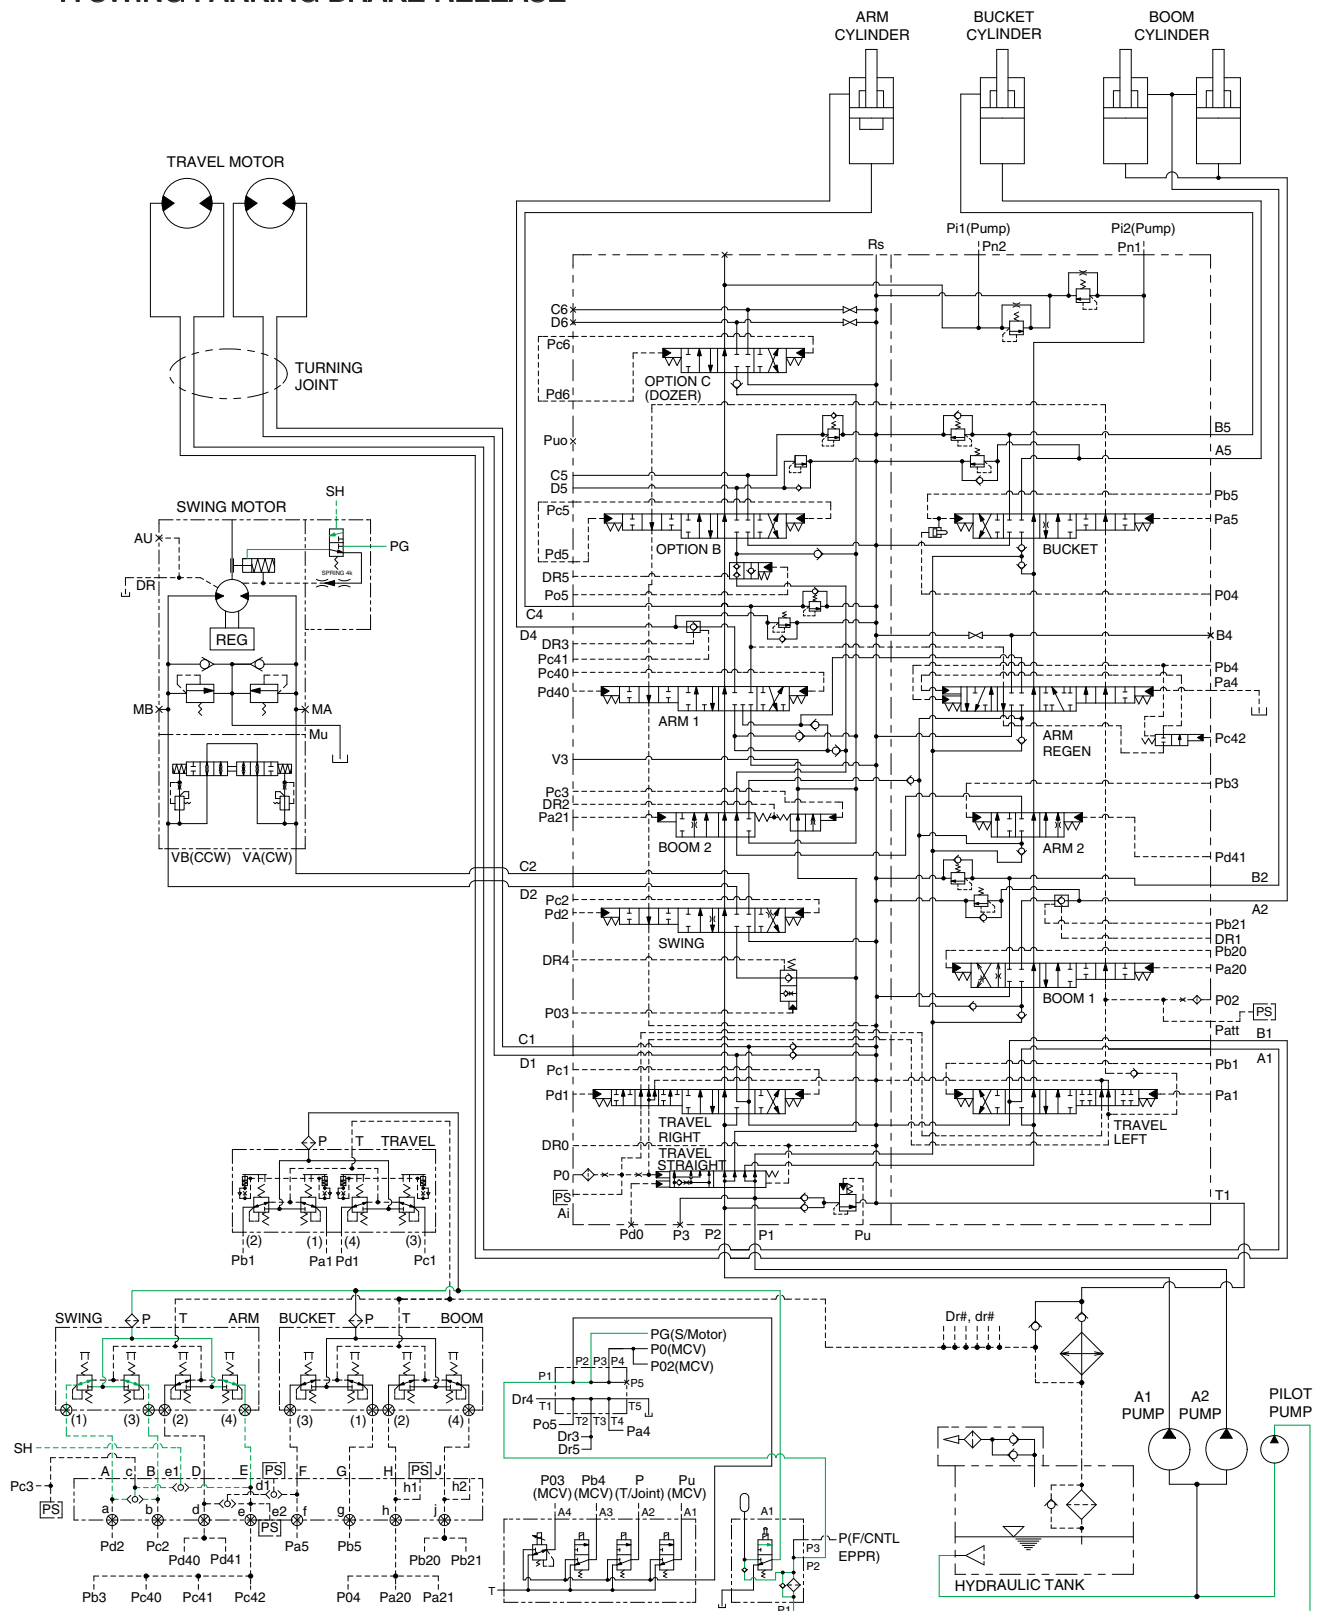 ARM
CYLINDER
BUCKET
CYLINDER
BOOM
CYLINDER
TRAVEL MOTOR
TURNING
JOINT
Pi1(Pump)
Pi2(Pump)
Rs
Pn2
Pn1
C6
D6
Pc6
OPTION C
(DOZER)
Pd6
Puo
B5
A5
C5
D5
Pc5
Pb5
Pa5
OPTION B
BUCKET
Pd5
DR5
Po5
P04
SH
SWING MOTOR
AU
PG
SPRING 4k
DR
REG
C4
D4
DR3
Pc41
Pc40
Pd40
B4
Pb4
Pa4
ARM 1
ARM
REGEN
Pc42
MB
MA
Mu
V3
Pc3
DR2
Pa21
Pb3
BOOM 2
ARM 2
Pd41
VB(CCW)
VA(CW)
C2
D2
B2
A2
Pc2
Pd2
SWING
Pb21
DR1
Pb20
Pa20
DR4
BOOM 1
P02
PS
P03
Patt
C1
D1
B1
A1
Pc1
Pd1
Pb1
Pa1
TRAVEL
RIGHT
TRAVEL
LEFT
DR0
TRAVEL
STRAIGHT
P0
PS
Ai
T1
Pd0
P3
P2
P1
Pu
P
T
TRAVEL
(2)
(1)
(4)
(3)
Pb1
Pa1
Pd1
Pc1
SWING
P
T
ARM
BUCKET
P
T
BOOM
(1)
(3)
(2)
(4)
(3)
(1)
(2)
(4)
SH
Pc3
PS
A
c
B
e1
D
E
PS
F
G
H
PS
J
d1
h1
h2
a
b
d
e
e2
f
g
h
j
PS
Pd2
Pc2
Pd40
Pd41
Pa5
Pb5
Pb20
Pb21
Pb3
Pc40
Pc41
Pc42
P04
Pa20
Pa21
PG(S/Motor)
P0(MCV)
P02(MCV)
P1
P2
P3
P4
P5
Dr4
T1
T2
T3
T4
T5
Po5
Dr3
Dr5
Pa4
P03
(MCV)
Pb4
(MCV)
P
(T/Joint)
Pu
(MCV)
A4
A3
A2
A1
T
A1
P(F/CNTL
EPPR)
P3
P2
P1
Dr#, dr#
A1
PUMP
A2
PUMP
PILOT
PUMP
HYDRAULIC TANK